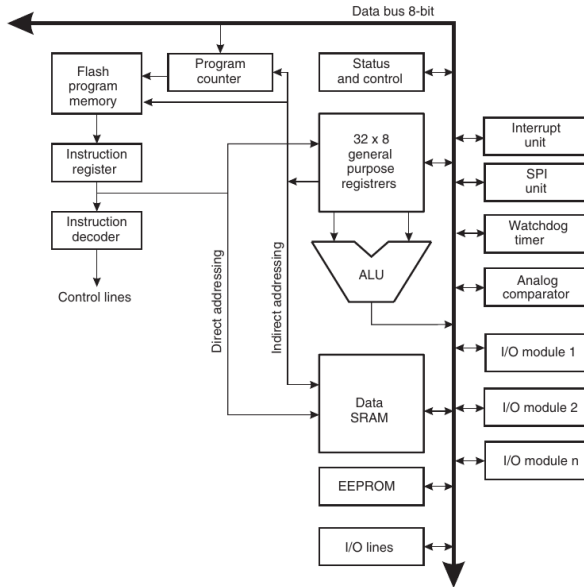 Data bus 8-bit
Flash
program
memory
Program
counter
Status
and control
Instruction
register
32 x 8
general
purpose
registrers
Interrupt
unit
SPI
unit
Instruction
decoder
Watchdog
timer
ALU
Control lines
Direct addressing
Indirect addressing
Analog
comparator
I/O module 1
Data
SRAM
I/O module 2
I/O module n
EEPROM
I/O lines